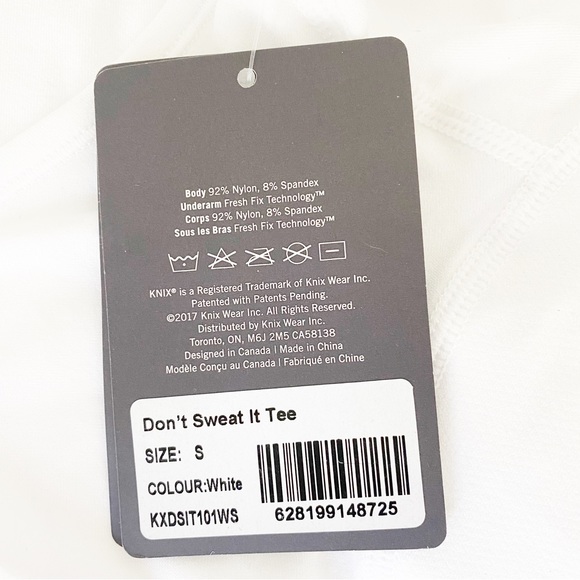 Body 92% Nylon, 8% Spandex
Underarm Fresh Fix Technology™
Corps 92% Nylon, 8% Spandex
Sous les Bras Fresh Fix Technology™
KNIX® is a Registered Trademark of Knix Wear Inc.
Patented with Patents Pending.
©2017 Knix Wear Inc. All Rights Reserved.
Distributed by Knix Wear Inc.
Toronto, ON, M6J 2M5 CA58138
Designed in Canada | Made in China
Modèle Conçu au Canada | Fabriqué en Chine
Don't Sweat It Tee
SIZE: S
COLOUR:White
KXDSIT101WS
628199148725